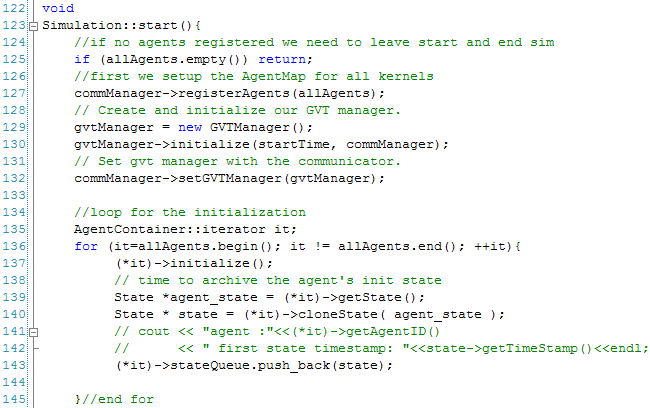 122 void
123 Simulation::start(){
124     //if no agents registered we need to leave start and end sim
125     if (allAgents.empty()) return;
126     //first we setup the AgentMap for all kernels
127     commManager->registerAgents(allAgents);
128     // Create and initialize our GVT manager.
129     gvtManager = new GVTManager();
130     gvtManager->initialize(startTime, commManager);
131     // Set gvt manager with the communicator.
132     commManager->setGVTManager(gvtManager);
133
134     //loop for the initialization
135     AgentContainer::iterator it;
136     for (it=allAgents.begin(); it != allAgents.end(); ++it){
137          (*it)->initialize();
138          // time to archive the agent's init state
139          State *agent_state = (*it)->getState();
140          State * state = (*it)->cloneState( agent_state );
141          // cout << "agent :"<<(*it)->getAgentID()
142          //      << " first state timestamp: "<<state->getTimeStamp()<<endl;
143          (*it)->stateQueue.push_back(state);
144
145     }//end for